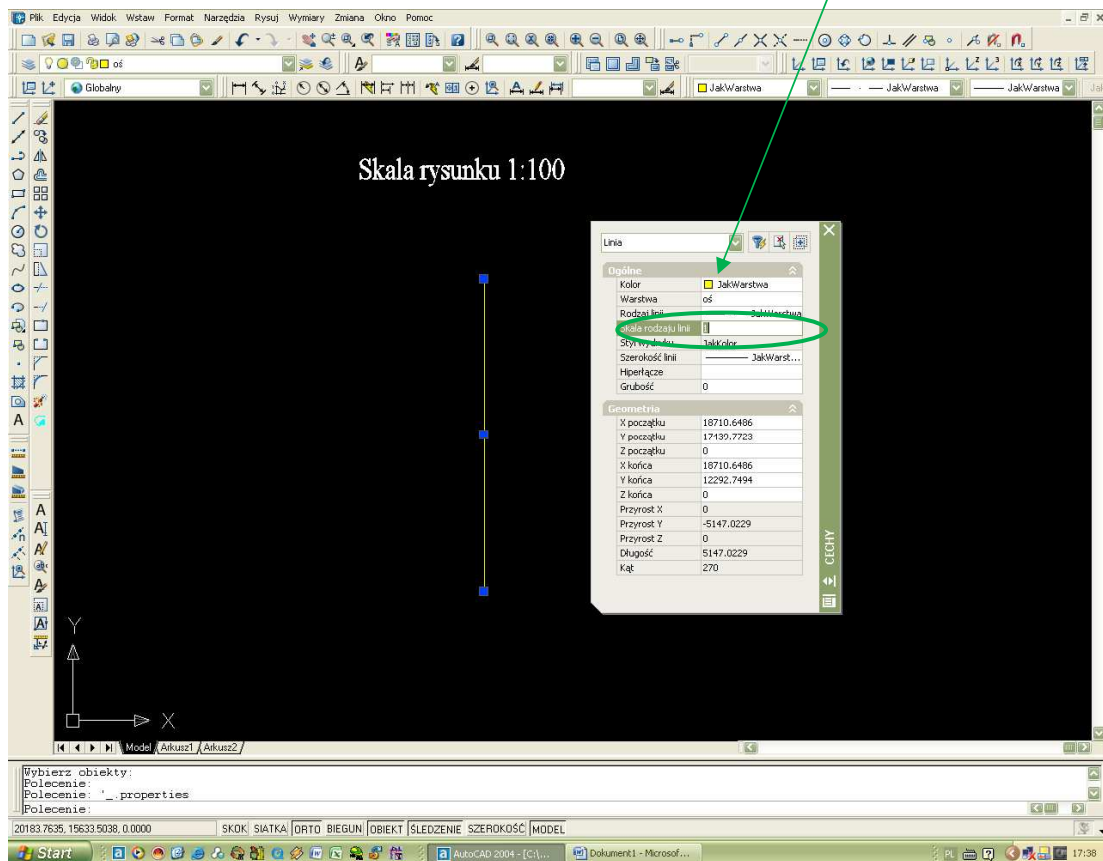 Plik Edycja Widok Wstaw Format Narzędzia Rysuj Wymiary Zmiana Okno Pomoc
oś
Globalny JakWarstwa JakWarstwa JakWarstwa
Skala rysunku 1:100
Linia
Ogólne
Kolor JakWarstwa
Warstwa oś
Rodzaj linii JakWarstwa
Skala rodzaju linii 1
Styl wydruku JakKolor
Szerokość linii JakWarst...
Hiperłącze
Grubość 0
Geometria
X początku 18710.6486
Y początku 17439.7723
Z początku 0
X końca 18710.6486
Y końca 12292.7494
Z końca 0
Przyrost X 0
Przyrost Y -5147.0229
Przyrost Z 0
Długość 5147.0229
Kąt 270
CECHY
Y
X
Model Arkusz1 Arkusz2
Wybierz obiekty:
Polecenie:
Polecenie: '_.properties
Polecenie:
20183.7635, 15633.5038, 0.0000 SKOK SIATKA ORTO BIEGUN OBIEKT ŚLEDZENIE SZEROKOŚĆ MODEL
Start AutoCAD 2004 - [C:\... Dokument1 - Microsof... PL 17:38